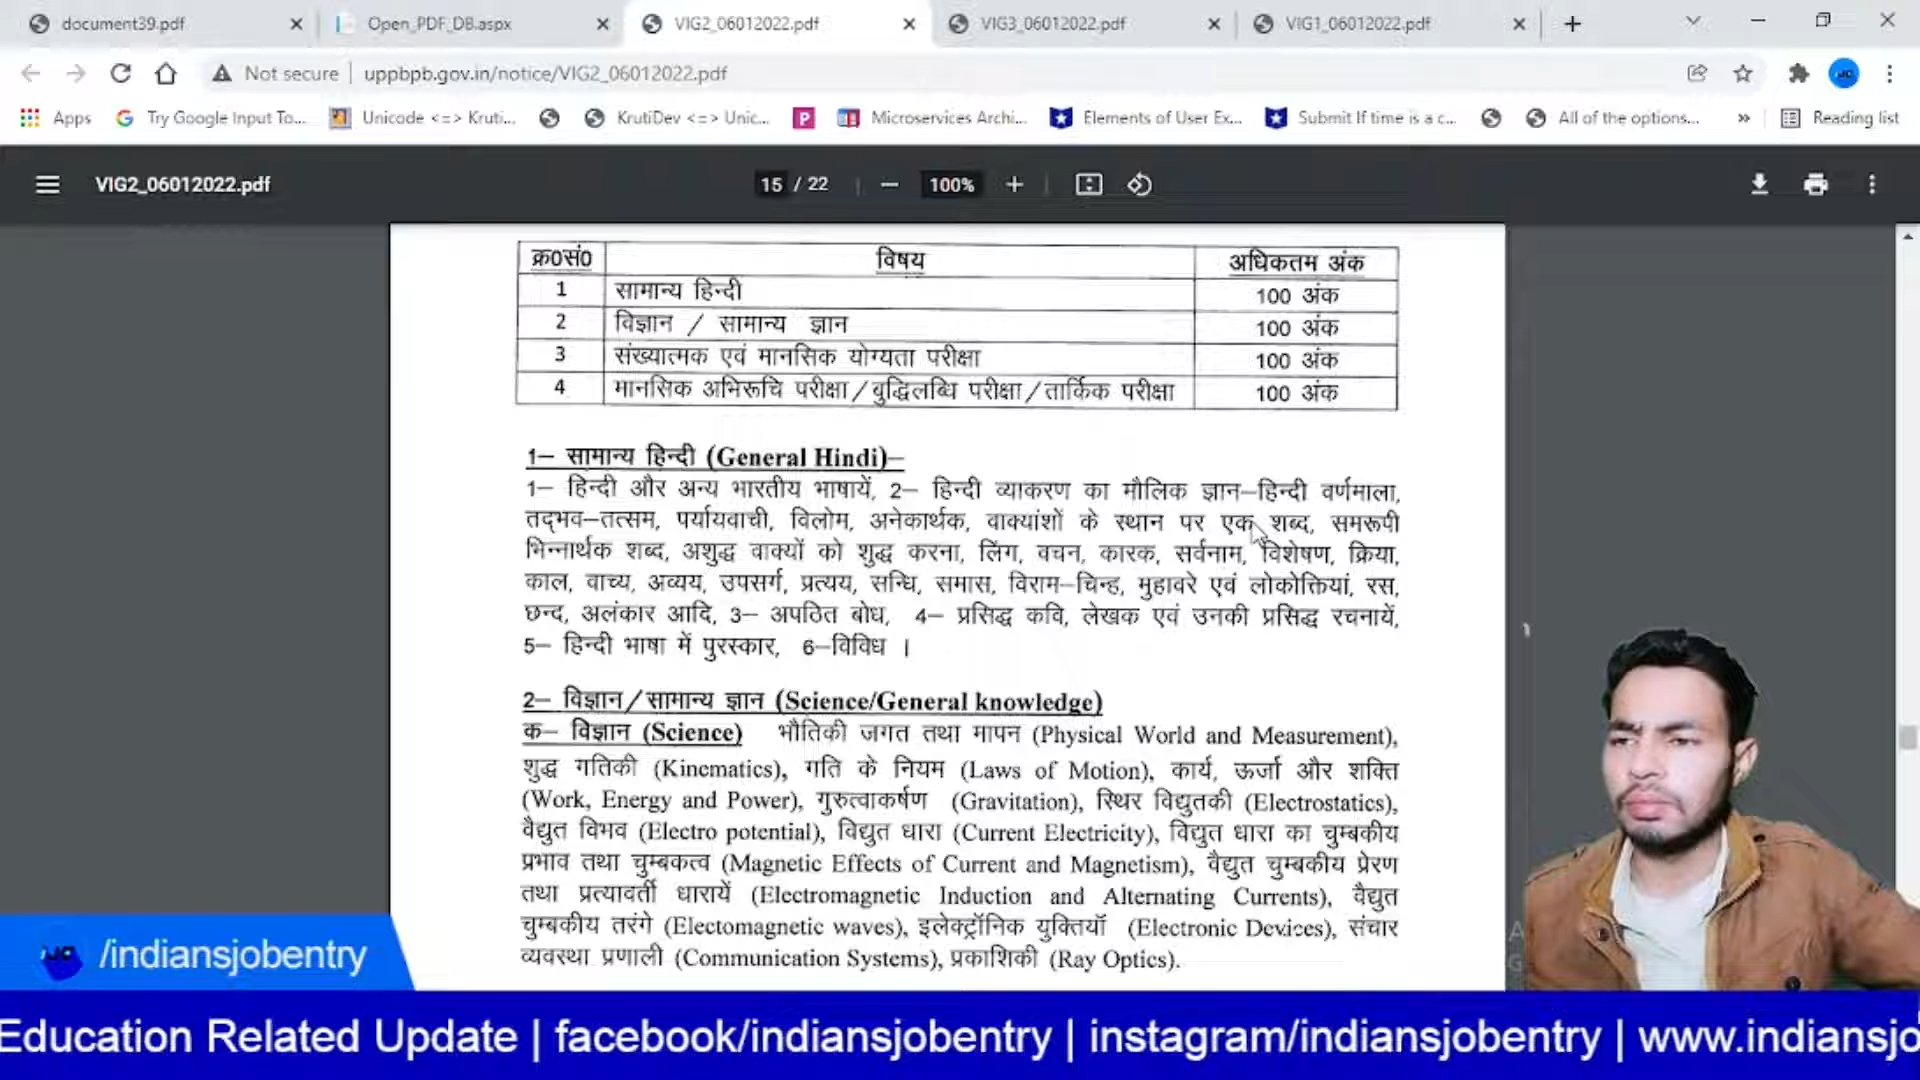 document39.pdf
Open_PDF_DB.aspx
VIG2_06012022.pdf
VIG3_06012022.pdf
VIG1_06012022.pdf
Not secure
uppbpb.gov.in/notice/VIG2_06012022.pdf
Apps
Try Google Input To...
Unicode <=> Kruti...
KrutiDev <=> Unic...
Microservices Archi...
Elements of User Ex...
Submit If time is a c...
All of the options...
Reading list
VIG2_06012022.pdf
15 / 22
100%
क्र0सं0 विषय अधिकतम अंक
1 सामान्य हिन्दी 100 अंक
2 विज्ञान / सामान्य ज्ञान 100 अंक
3 संख्यात्मक एवं मानसिक योग्यता परीक्षा 100 अंक
4 मानसिक अभिरूचि परीक्षा/बुद्धिलब्धि परीक्षा/तार्किक परीक्षा 100 अंक
1– सामान्य हिन्दी (General Hindi)–
1– हिन्दी और अन्य भारतीय भाषायें, 2– हिन्दी व्याकरण का मौलिक ज्ञान–हिन्दी वर्णमाला,
तद्भव–तत्सम, पर्यायवाची, विलोम, अनेकार्थक, वाक्यांशों के स्थान पर एक शब्द, समरूपी
भिन्नार्थक शब्द, अशुद्ध वाक्यों को शुद्ध करना, लिंग, वचन, कारक, सर्वनाम, विशेषण, क्रिया,
काल, वाच्य, अव्यय, उपसर्ग, प्रत्यय, सन्धि, समास, विराम–चिन्ह, मुहावरे एवं लोकोक्तियां, रस,
छन्द, अलंकार आदि, 3– अपठित बोध, 4– प्रसिद्ध कवि, लेखक एवं उनकी प्रसिद्ध रचनायें,
5– हिन्दी भाषा में पुरस्कार, 6–विविध ।
2– विज्ञान/सामान्य ज्ञान (Science/General knowledge)
क– विज्ञान (Science) भौतिकी जगत तथा मापन (Physical World and Measurement),
शुद्ध गतिकी (Kincmatics), गति के नियम (Laws of Motion), कार्य, ऊर्जा और शक्ति
(Work, Energy and Power), गुरुत्वाकर्षण (Gravitation), स्थिर विद्युतकी (Electrostatics),
वैद्युत विभव (Electro potential), विद्युत धारा (Current Electricity), विद्युत धारा का चुम्बकीय
प्रभाव तथा चुम्बकत्व (Magnetic Effects of Current and Magnetism), वैद्युत चुम्बकीय प्रेरण
तथा प्रत्यावर्ती धारायें (Electromagnetic Induction and Alternating Currents), वैद्युत
चुम्बकीय तरंगे (Electomagnetic waves), इलेक्ट्रॉनिक युक्तियॉ (Electronic Devices), संचार
व्यवस्था प्रणाली (Communication Systems), प्रकाशिकी (Ray Optics).
/indiansjobentry
Education Related Update | facebook/indiansjobentry | instagram/indiansjobentry | www.indiansjo